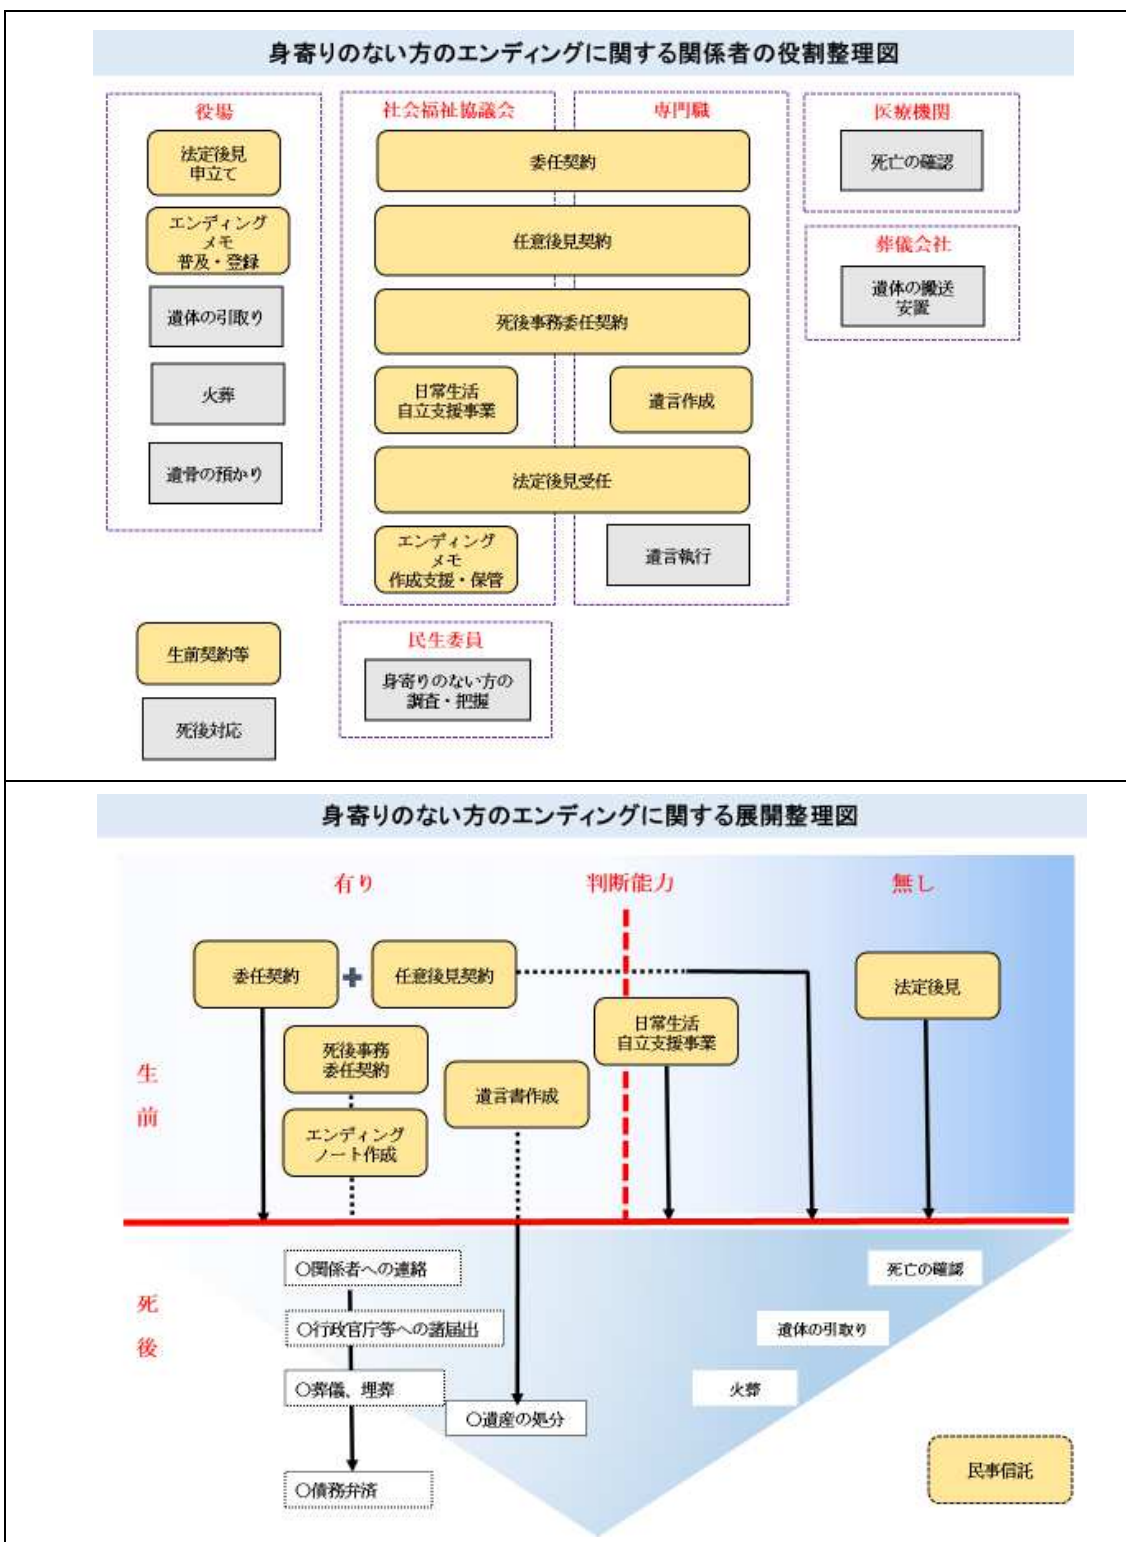 身寄りのない方のエンディングに関する関係者の役割整理図
役場
法定後見
申立て
エンディング
メモ
普及・登録
遺体の引取り
火葬
遺骨の預かり
社会福祉協議会
専門職
委任契約
任意後見契約
死後事務委任契約
日常生活
自立支援事業
遺言作成
法定後見受任
エンディング
メモ
作成支援・保管
遺言執行
医療機関
死亡の確認
葬儀会社
遺体の搬送
安置
生前契約等
死後対応
民生委員
身寄りのない方の
調査・把握
身寄りのない方のエンディングに関する展開整理図
有り
判断能力
無し
生
前
委任契約
任意後見契約
法定後見
日常生活
自立支援事業
死後事務
委任契約
遺言書作成
エンディング
ノート作成
死
後
○関係者への連絡
○行政官庁等への諸届出
○葬儀、埋葬
○債務弁済
○遺産の処分
死亡の確認
遺体の引取り
火葬
民事信託